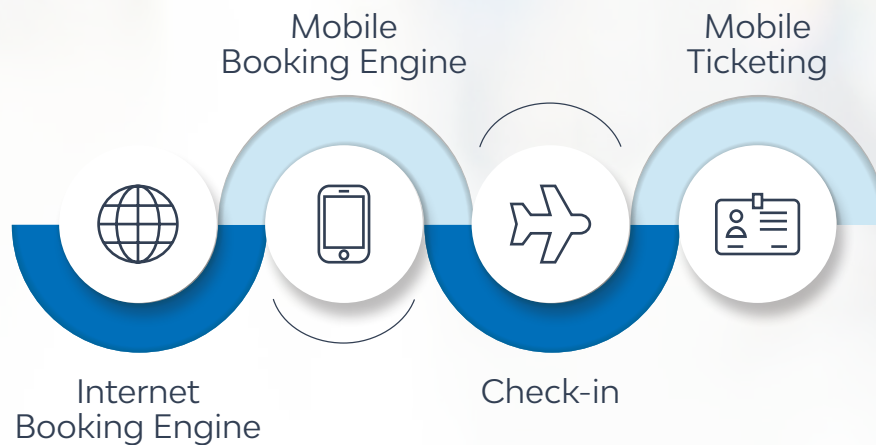 Mobile
Booking Engine
Mobile
Ticketing
Internet
Booking Engine
Check-in